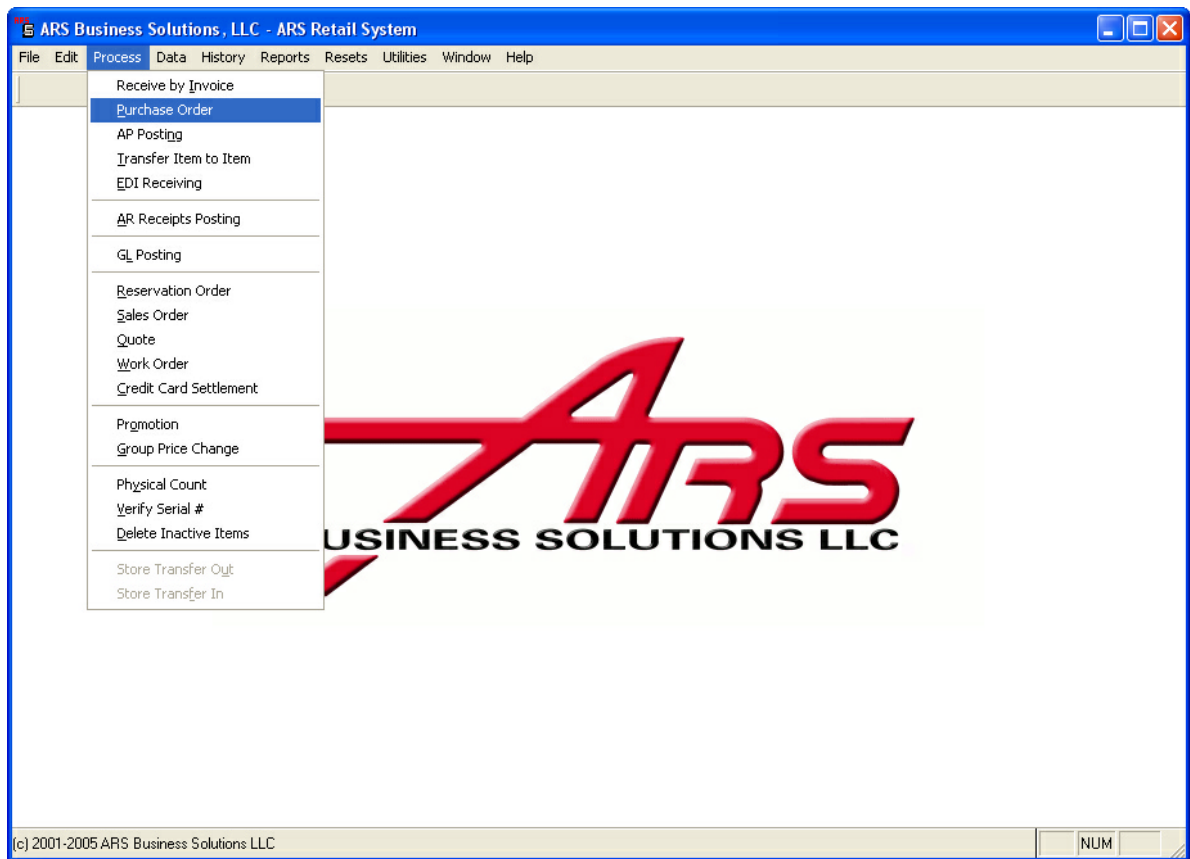 ARS Business Solutions, LLC - ARS Retail System
File Edit Process Data History Reports Resets Utilities Window Help
Receive by Invoice
Purchase Order
AP Posting
Transfer Item to Item
EDI Receiving
AR Receipts Posting
GL Posting
Reservation Order
Sales Order
Quote
Work Order
Credit Card Settlement
Promotion
Group Price Change
Physical Count
Verify Serial #
Delete Inactive Items
Store Transfer Out
Store Transfer In
ARS
USINESS SOLUTIONS LLC
(c) 2001-2005 ARS Business Solutions LLC NUM